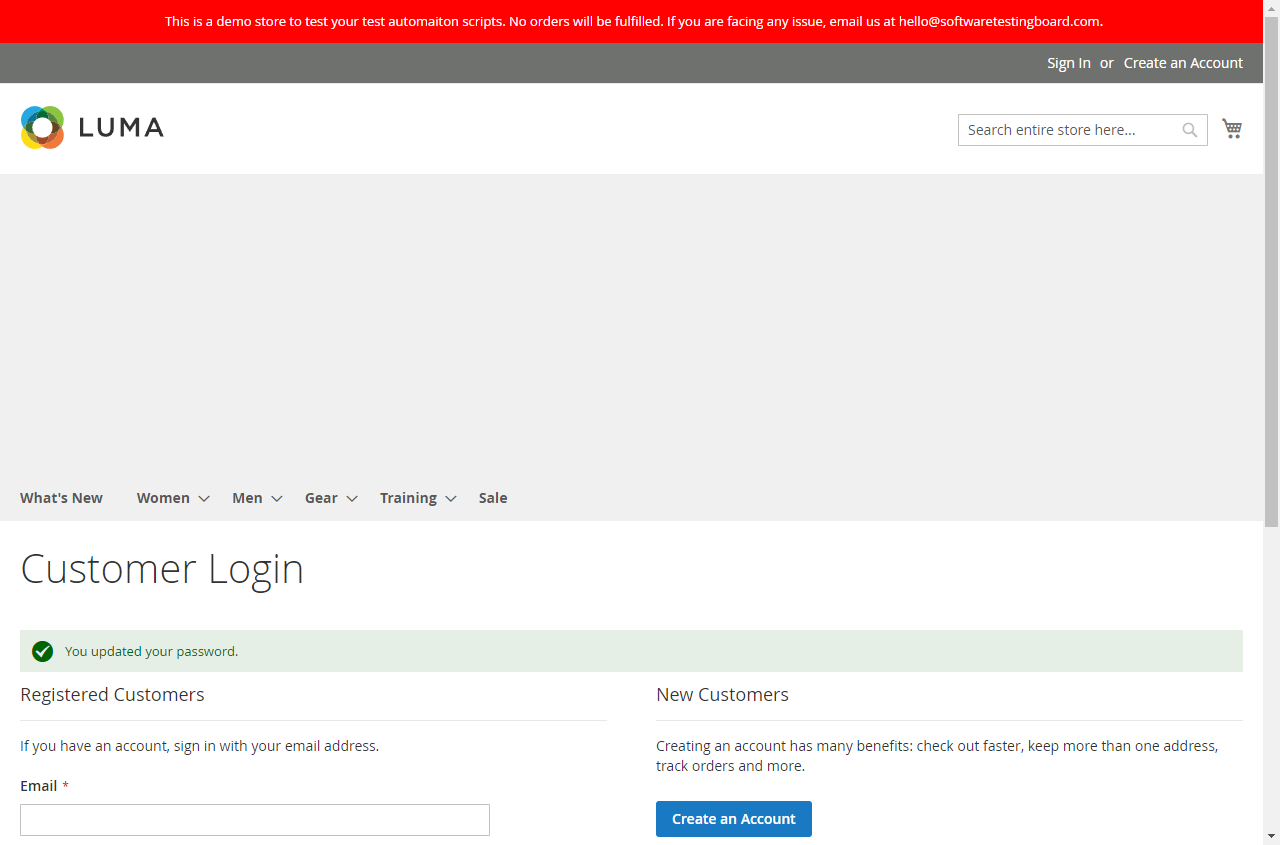 This is a demo store to test your test automaiton scripts. No orders will be fulfilled. If you are facing any issue, email us at hello@softwaretestingboard.com.
Sign In or Create an Account
LUMA
Search entire store here...
What's New Women Men Gear Training Sale
Customer Login
You updated your password.
Registered Customers
If you have an account, sign in with your email address.
Email *
New Customers
Creating an account has many benefits: check out faster, keep more than one address,
track orders and more.
Create an Account